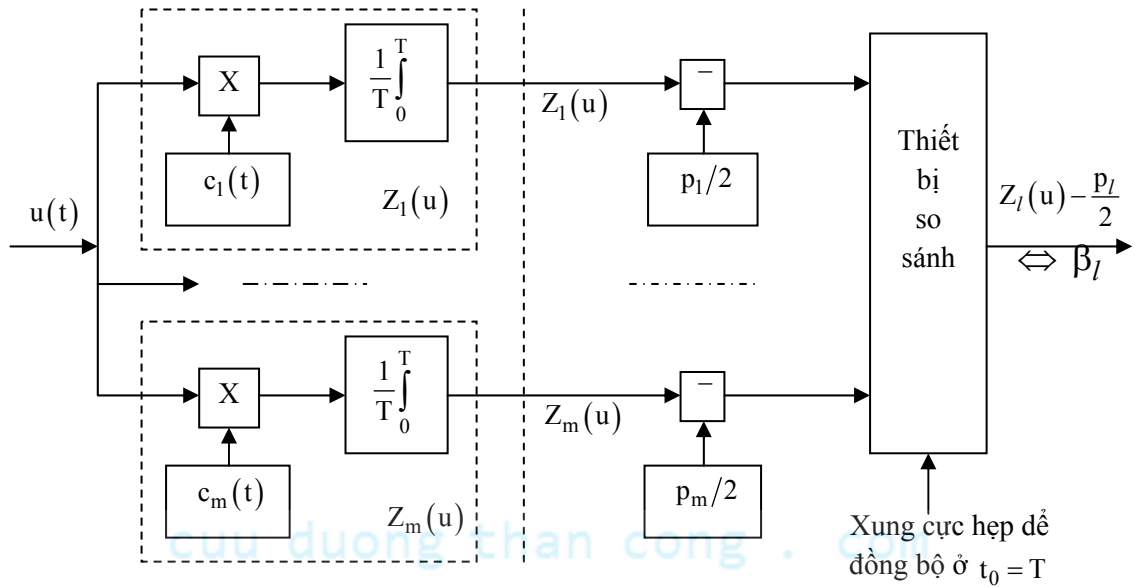 X
1/T ∫₀ᵀ
c₁(t)
Z₁(u)
Z₁(u)
−
p₁/2
u(t)
Thiết
bị
so
sánh
Z_l(u) − p_l/2
⇔ β_l
X
1/T ∫₀ᵀ
c_m(t)
Z_m(u)
Z_m(u)
−
p_m/2
Xung cực hẹp dể
đồng bộ ở t₀ = T
cuu duong than cong . com